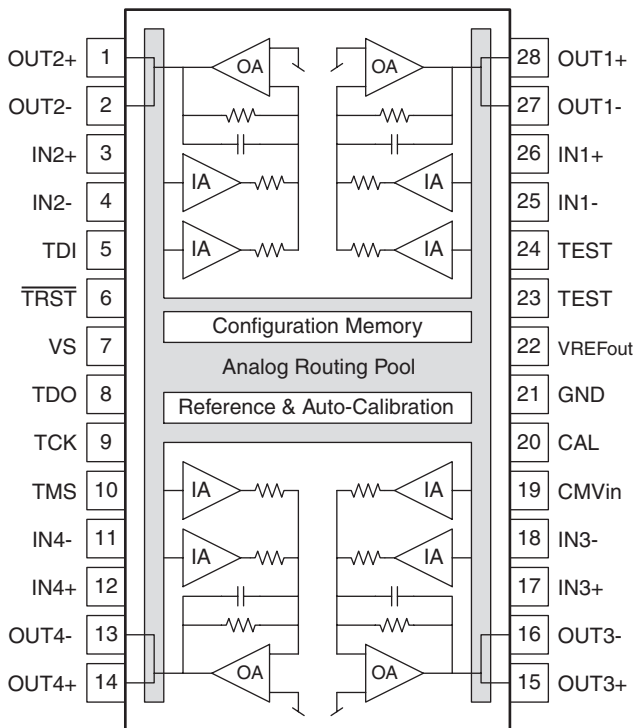 OUT2+ 1 OA OA 28 OUT1+
OUT2- 2 27 OUT1-
IN2+ 3 26 IN1+
IN2- 4 IA IA 25 IN1-
TDI 5 IA IA 24 TEST
TRST 6 23 TEST
Configuration Memory
VS 7 22 VREFout
Analog Routing Pool
TDO 8 21 GND
Reference & Auto-Calibration
TCK 9 20 CAL
TMS 10 IA IA 19 CMVin
IN4- 11 IA IA 18 IN3-
IN4+ 12 17 IN3+
OUT4- 13 16 OUT3-
OUT4+ 14 OA OA 15 OUT3+